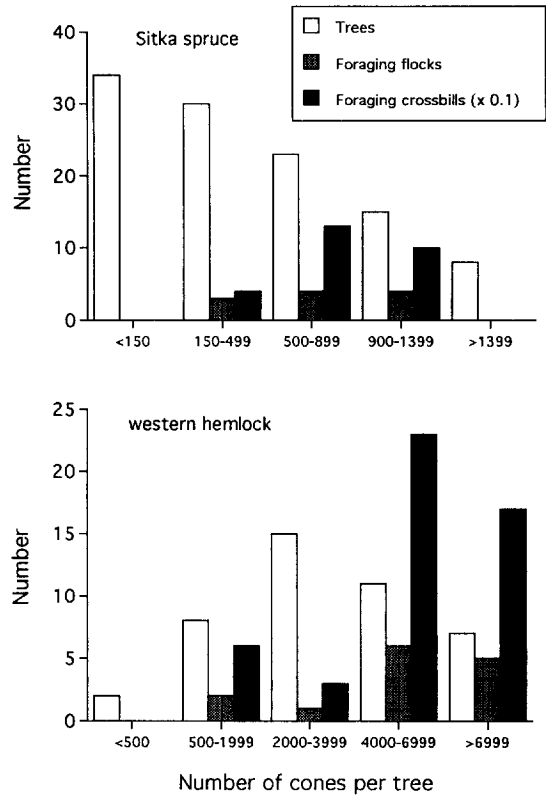 Sitka spruce
Trees
Foraging flocks
Foraging crossbills (x 0.1)
Number
40
30
20
10
0
<150 150-499 500-899 900-1399 >1399
western hemlock
Number
25
20
15
10
5
0
<500 500-1999 2000-3999 4000-6999 >6999
Number of cones per tree